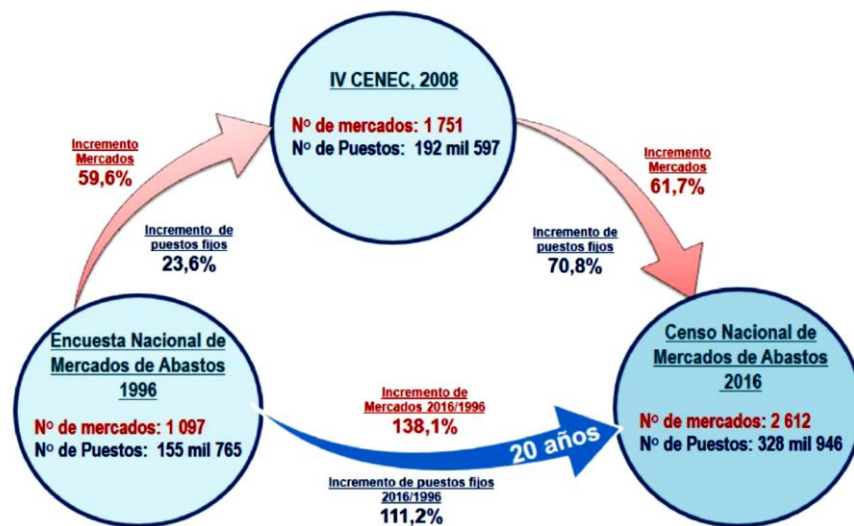 IV CENEC, 2008
Nº de mercados: 1 751
Nº de Puestos: 192 mil 597
Incremento
Mercados
59,6%
Incremento de
puestos fijos
23,6%
Incremento
Mercados
61,7%
Incremento de
puestos fijos
70,8%
Encuesta Nacional de
Mercados de Abastos
1996
Nº de mercados: 1 097
Nº de Puestos: 155 mil 765
Incremento de
Mercados 2016/1996
138,1%
20 años
Incremento de puestos fijos
2016/1996
111,2%
Censo Nacional de
Mercados de Abastos
2016
Nº de mercados: 2 612
Nº de Puestos: 328 mil 946